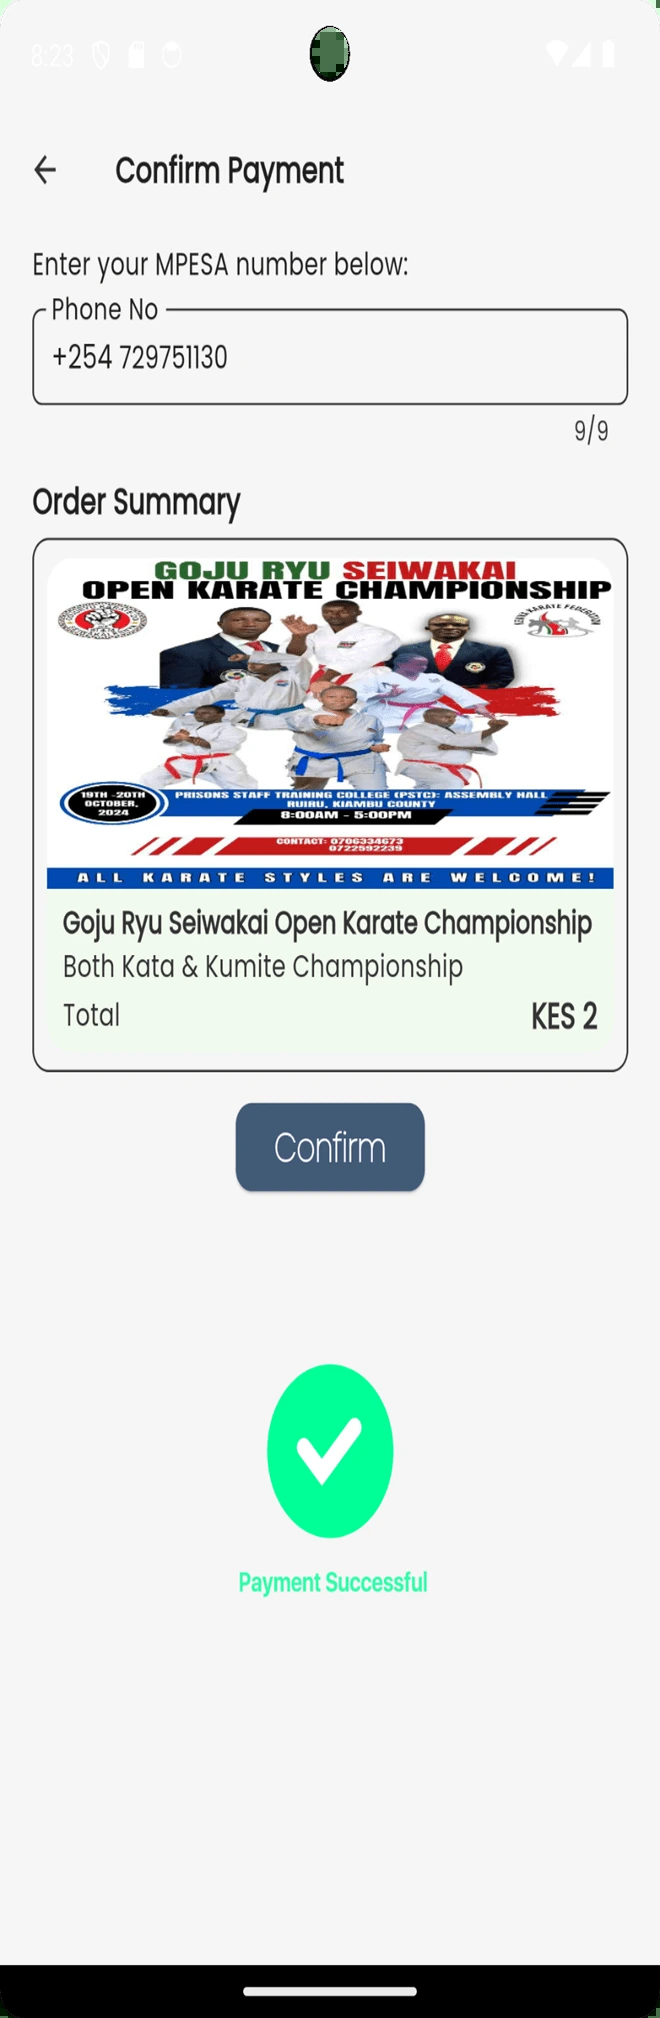 8:23
Confirm Payment
Enter your MPESA number below:
Phone No
+254 729751130
9/9
Order Summary
GOJU RYU SEIWAKAI
OPEN KARATE CHAMPIONSHIP
19TH -20TH
OCTOBER,
2024
PRISONS STAFF TRAINING COLLEGE (PSTC): ASSEMBLY HALL
RUIRU, KIAMBU COUNTY
8:00AM - 5:00PM
CONTACT: 0706334673
0722592239
ALL KARATE STYLES ARE WELCOME!
Goju Ryu Seiwakai Open Karate Championship
Both Kata & Kumite Championship
Total
KES 2
Confirm
Payment Successful